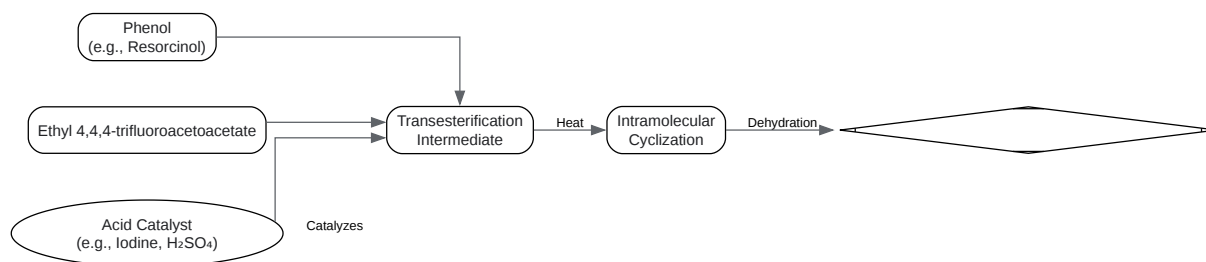 Phenol
(e.g., Resorcinol)
Ethyl 4,4,4-trifluoroacetoacetate
Transesterification
Intermediate
Heat
Intramolecular
Cyclization
Dehydration
Acid Catalyst
(e.g., Iodine, H₂SO₄)
Catalyzes